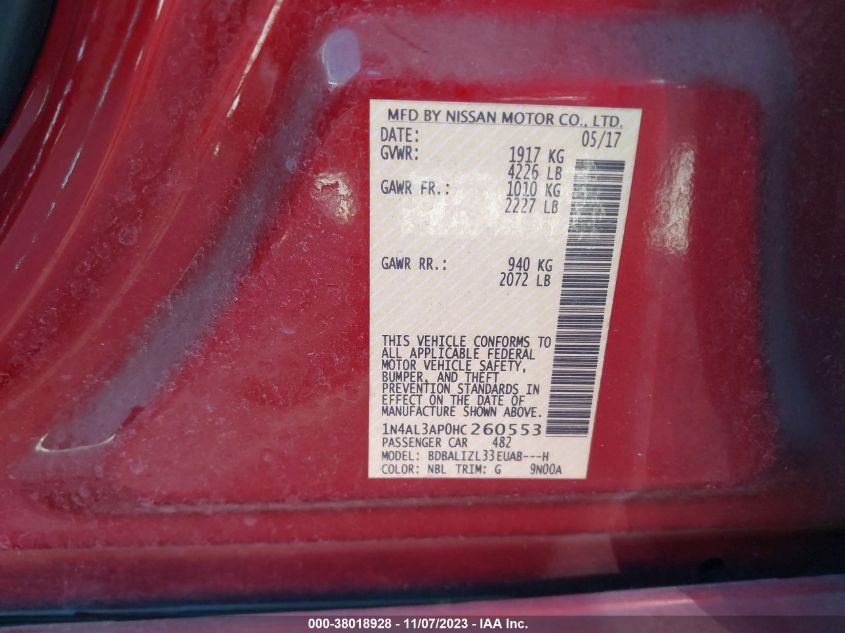 MFD BY NISSAN MOTOR CO., LTD.
DATE: 05/17
GVWR: 1917 KG
4226 LB
GAWR FR.: 1010 KG
2227 LB
GAWR RR.: 940 KG
2072 LB
THIS VEHICLE CONFORMS TO
ALL APPLICABLE FEDERAL
MOTOR VEHICLE SAFETY,
BUMPER, AND THEFT
PREVENTION STANDARDS IN
EFFECT ON THE DATE OF
MANUFACTURE SHOWN ABOVE.
1N4AL3AP0HC260553
PASSENGER CAR 482
MODEL: BDBALIZL33EUAB---H
COLOR: NBL TRIM: G 9N00A
000-38018928 - 11/07/2023 - IAA Inc.